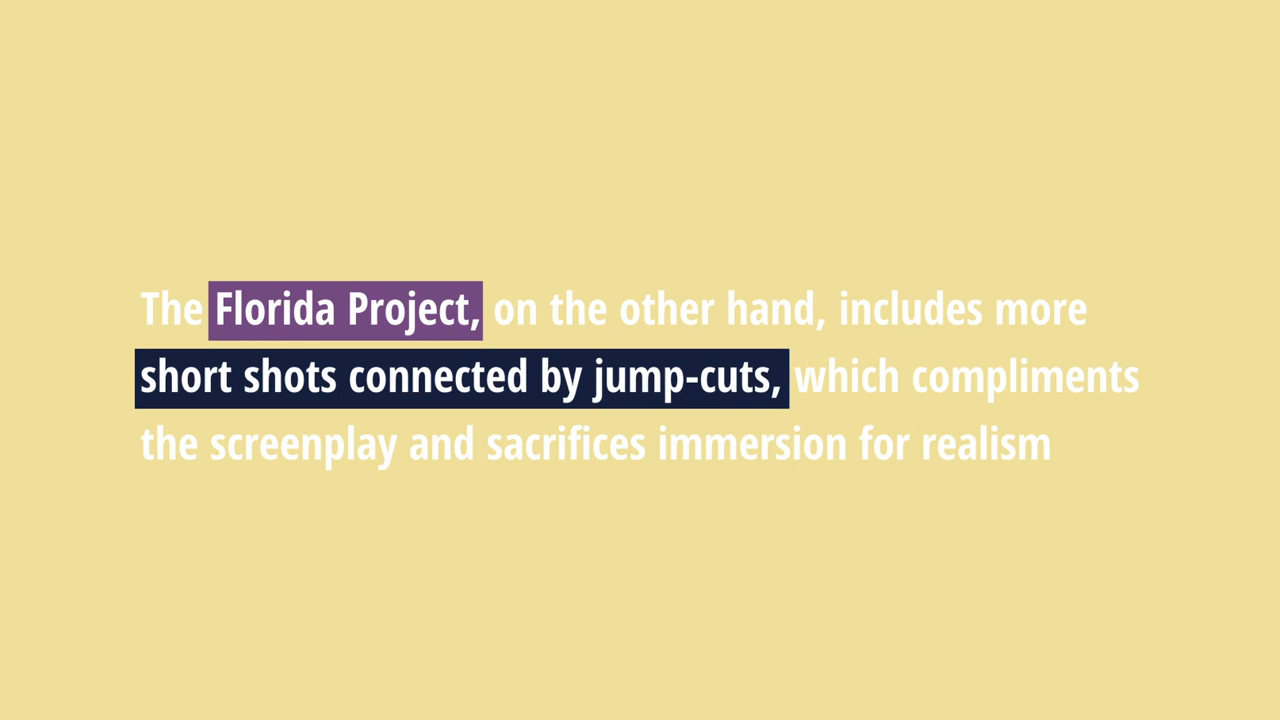 The Florida Project, on the other hand, includes more
short shots connected by jump-cuts, which compliments
the screenplay and sacrifices immersion for realism